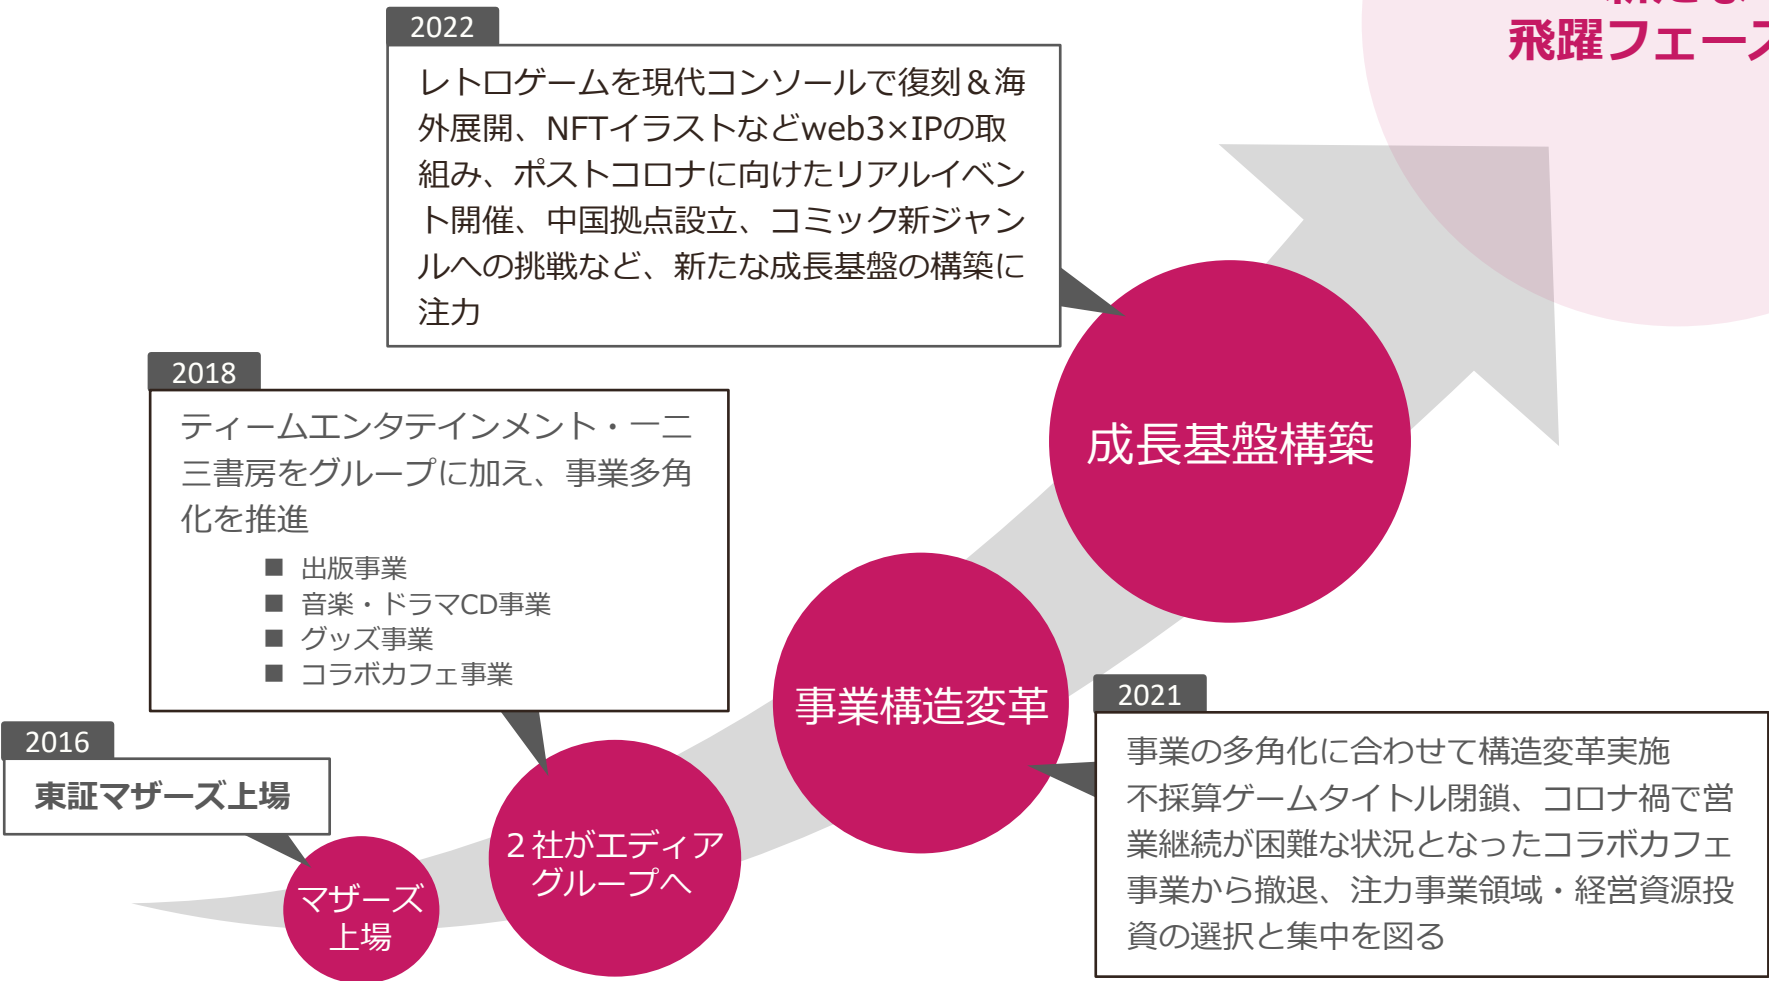 飛躍フェーズ
2022
レトロゲームを現代コンソールで復刻＆海
外展開、NFTイラストなどweb3×IPの取
組み、ポストコロナに向けたリアルイベン
ト開催、中国拠点設立、コミック新ジャン
ルへの挑戦など、新たな成長基盤の構築に
注力
成長基盤構築
2018
ティームエンタテインメント・一二
三書房をグループに加え、事業多角
化を推進
■ 出版事業
■ 音楽・ドラマCD事業
■ グッズ事業
■ コラボカフェ事業
事業構造変革
2021
事業の多角化に合わせて構造変革実施
不採算ゲームタイトル閉鎖、コロナ禍で営
業継続が困難な状況となったコラボカフェ
事業から撤退、注力事業領域・経営資源投
資の選択と集中を図る
2016
東証マザーズ上場
２社がエディア
グループへ
マザーズ
上場